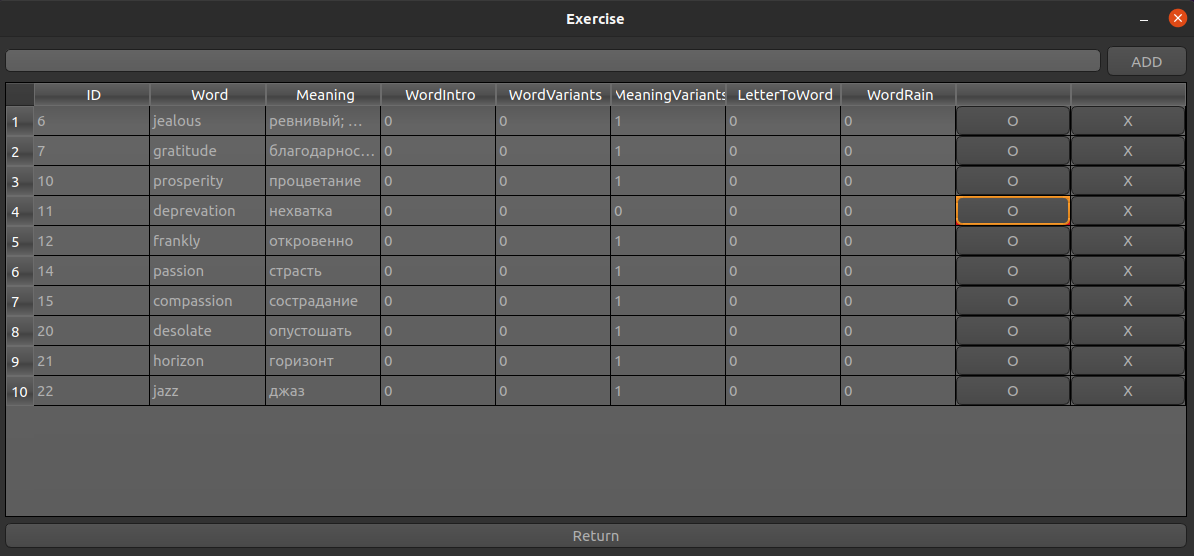 Exercise
ADD
ID Word Meaning WordIntro WordVariants MeaningVariants LetterToWord WordRain
1 6 jealous ревнивый; … 0 0 1 0 0 O X
2 7 gratitude благодарнос… 0 0 1 0 0 O X
3 10 prosperity процветание 0 0 1 0 0 O X
4 11 deprevation нехватка 0 0 0 0 0 O X
5 12 frankly откровенно 0 0 1 0 0 O X
6 14 passion страсть 0 0 1 0 0 O X
7 15 compassion сострадание 0 0 1 0 0 O X
8 20 desolate опустошать 0 0 1 0 0 O X
9 21 horizon горизонт 0 0 1 0 0 O X
10 22 jazz джаз 0 0 1 0 0 O X
Return